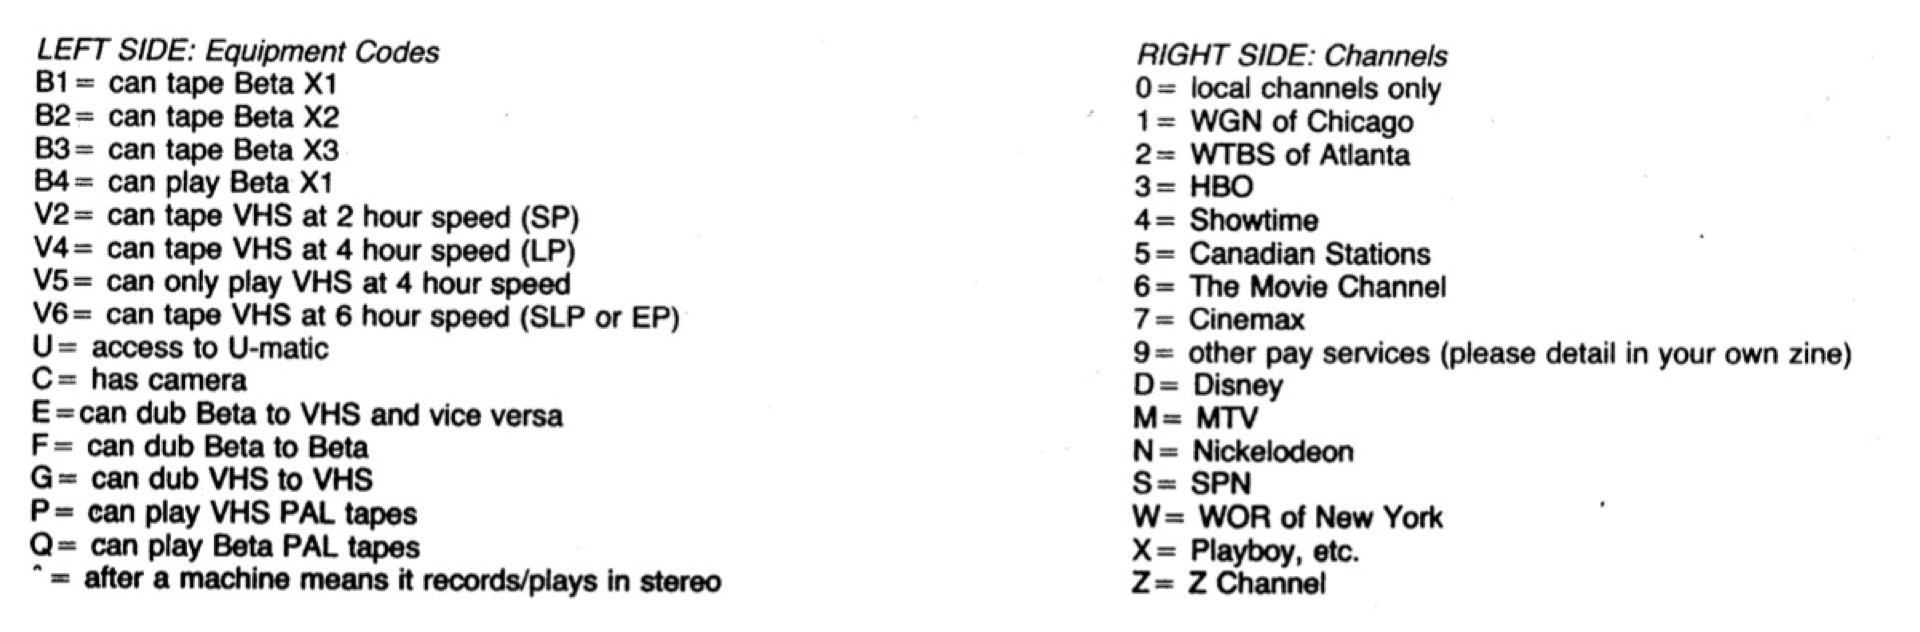 LEFT SIDE: Equipment Codes
B1= can tape Beta X1
B2= can tape Beta X2
B3= can tape Beta X3
B4= can play Beta X1
V2= can tape VHS at 2 hour speed (SP)
V4= can tape VHS at 4 hour speed (LP)
V5= can only play VHS at 4 hour speed
V6= can tape VHS at 6 hour speed (SLP or EP)
U= access to U-matic
C= has camera
E=can dub Beta to VHS and vice versa
F= can dub Beta to Beta
G= can dub VHS to VHS
P= can play VHS PAL tapes
Q= can play Beta PAL tapes
^= after a machine means it records/plays in stereo
RIGHT SIDE: Channels
0= local channels only
1= WGN of Chicago
2= WTBS of Atlanta
3= HBO
4= Showtime
5= Canadian Stations
6= The Movie Channel
7= Cinemax
9= other pay services (please detail in your own zine)
D= Disney
M= MTV
N= Nickelodeon
S= SPN
W= WOR of New York
X= Playboy, etc.
Z= Z Channel